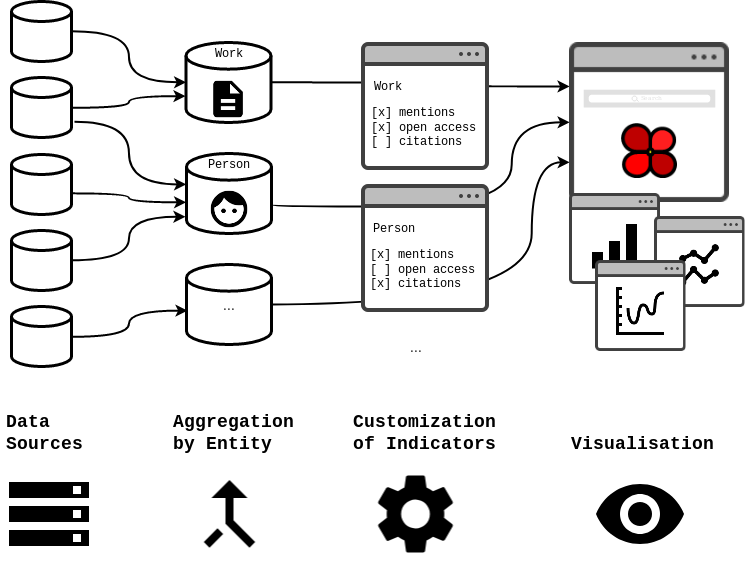 Work
Person
...
Work
[x] mentions
[x] open access
[ ] citations
Person
[x] mentions
[ ] open access
[x] citations
...
Data
Sources
Aggregation
by Entity
Customization
of Indicators
Visualisation